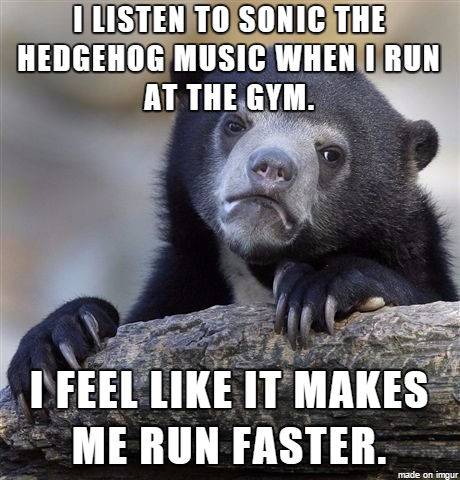 I LISTEN TO SONIC THE
HEDGEHOG MUSIC WHEN I RUN
AT THE GYM.
I FEEL LIKE IT MAKES
ME RUN FASTER.
made on imgur